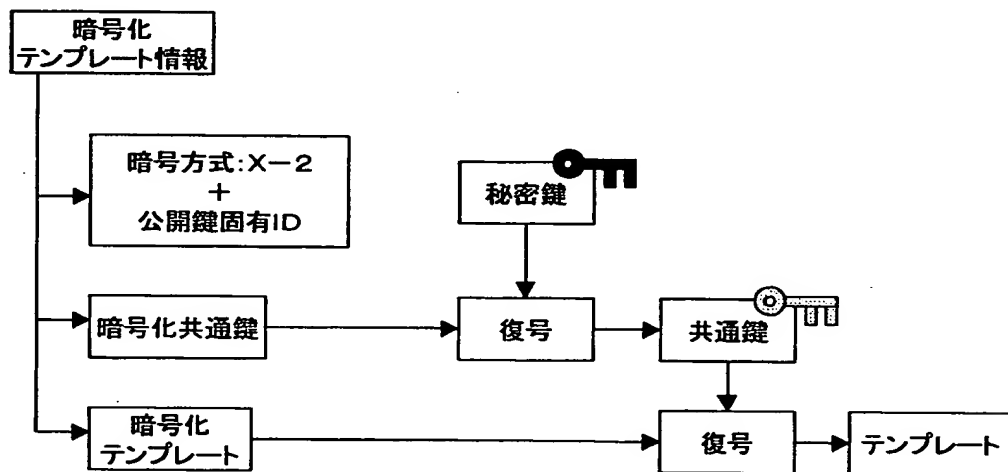 暗号化
テンプレート情報
暗号方式:X-2
+
公開鍵固有ID
秘密鍵
暗号化共通鍵
復号
共通鍵
暗号化
テンプレート
復号
テンプレート